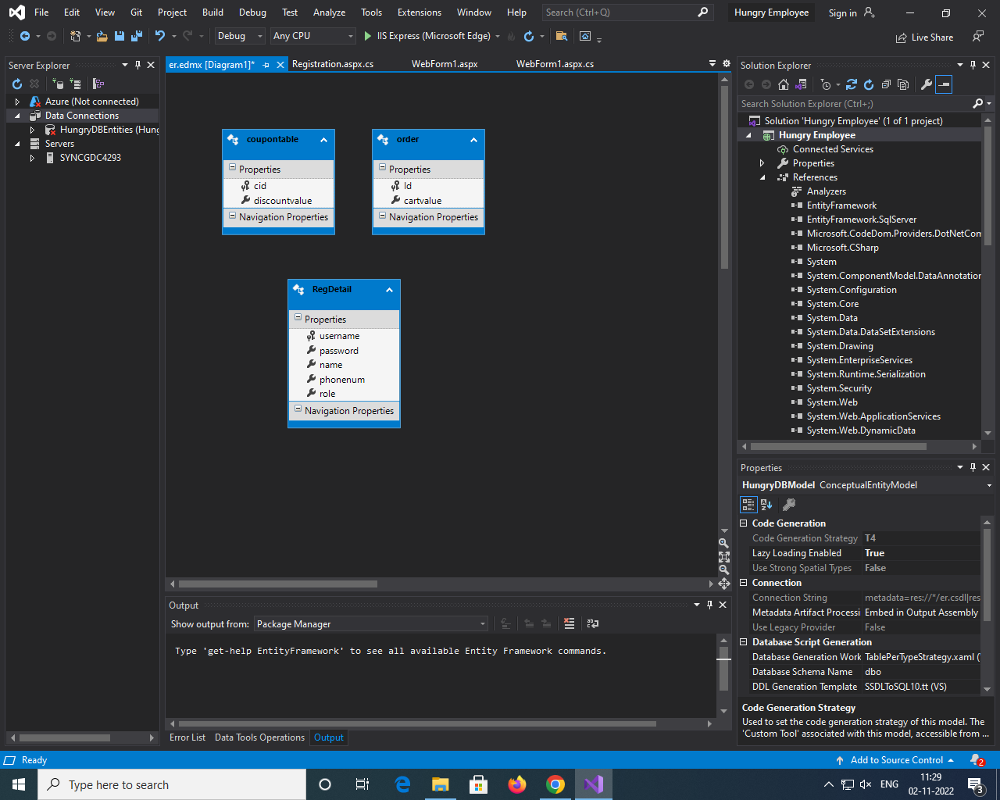 File Edit View Git Project Build Debug Test Analyze Tools Extensions Window Help Search (Ctrl+Q) Hungry Employee Sign in
Debug Any CPU IIS Express (Microsoft Edge) Live Share
Server Explorer
Azure (Not connected)
Data Connections
HungryDBEntities (Hung
Servers
SYNCGDC4293
er.edmx [Diagram1]* Registration.aspx.cs WebForm1.aspx WebForm1.aspx.cs
coupontable
Properties
cid
discountvalue
Navigation Properties
order
Properties
Id
cartvalue
Navigation Properties
RegDetail
Properties
username
password
name
phonenum
role
Navigation Properties
Output
Show output from: Package Manager
Type 'get-help EntityFramework' to see all available Entity Framework commands.
Error List Data Tools Operations Output
Solution Explorer
Search Solution Explorer (Ctrl+;)
Solution 'Hungry Employee' (1 of 1 project)
Hungry Employee
Connected Services
Properties
References
Analyzers
EntityFramework
EntityFramework.SqlServer
Microsoft.CodeDom.Providers.DotNetCom
Microsoft.CSharp
System
System.ComponentModel.DataAnnotation
System.Configuration
System.Core
System.Data
System.Data.DataSetExtensions
System.Drawing
System.EnterpriseServices
System.Runtime.Serialization
System.Security
System.Web
System.Web.ApplicationServices
System.Web.DynamicData
Properties
HungryDBModel ConceptualEntityModel
Code Generation
Code Generation Strategy T4
Lazy Loading Enabled True
Use Strong Spatial Types False
Connection
Connection String metadata=res://*/er.csdl|res
Metadata Artifact Processi Embed in Output Assembly
Use Legacy Provider False
Database Script Generation
Database Generation Work TablePerTypeStrategy.xaml (
Database Schema Name dbo
DDL Generation Template SSDLToSQL10.tt (VS)
Code Generation Strategy
Used to set the code generation strategy of this model. The
'Custom Tool' associated with this model, accessible from ...
Ready Add to Source Control 2
Type here to search ENG 11:29
02-11-2022 3